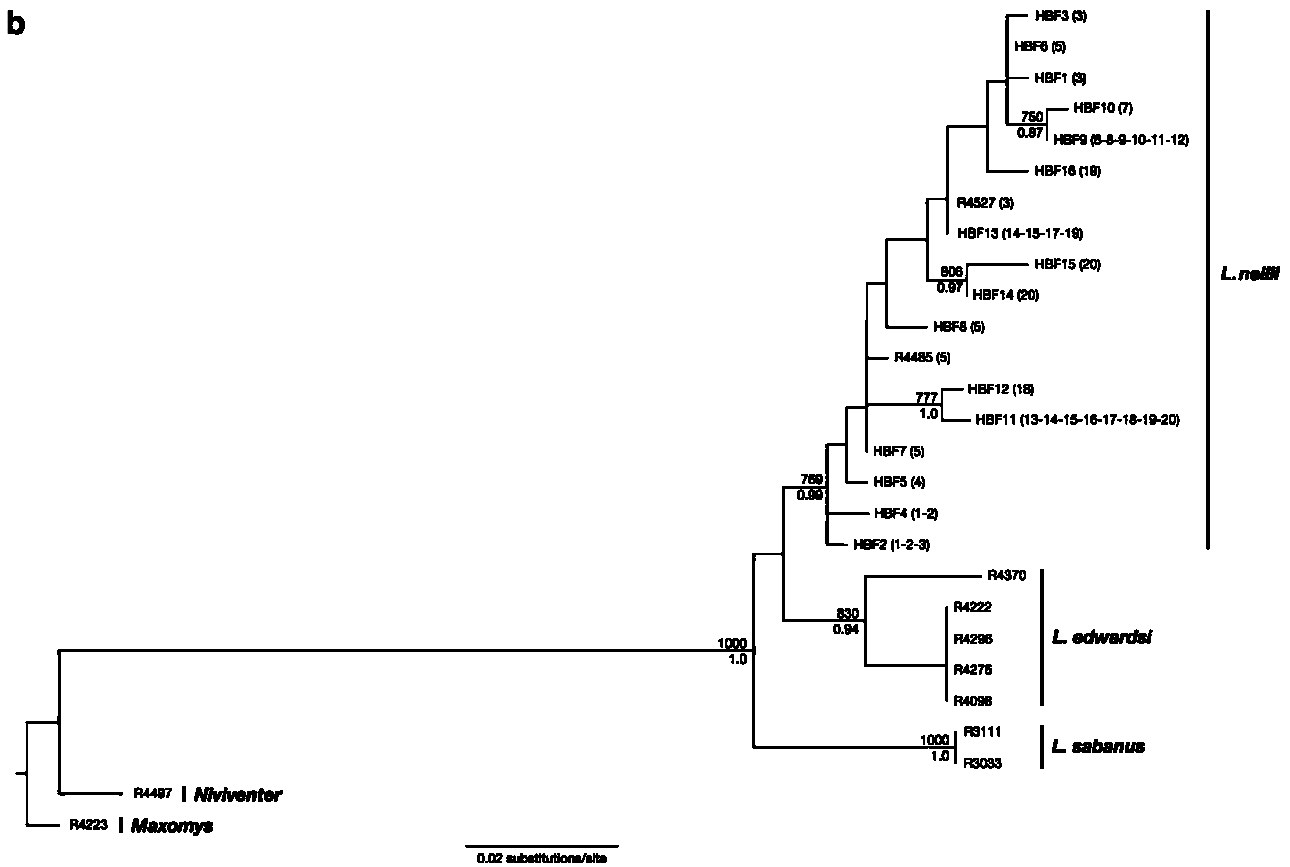 b
HBF3 (3)
HBF6 (5)
HBF1 (3)
HBF10 (7)
750
0.97
HBF9 (6-8-9-10-11-12)
HBF16 (19)
R4527 (3)
HBF13 (14-15-17-19)
HBF15 (20)
806
0.97
HBF14 (20)
L. neilli
HBF8 (5)
R4485 (5)
HBF12 (18)
777
1.0
HBF11 (13-14-15-16-17-18-19-20)
HBF7 (5)
769
0.99
HBF5 (4)
HBF4 (1-2)
HBF2 (1-2-3)
R4370
R4222
830
0.94
R4296
L. edwardsi
1000
1.0
R4276
R4098
R3111
1000
1.0
L. sabanus
R3033
R4497
Niviventer
R4223
Maxomys
0.02 substitutions/site